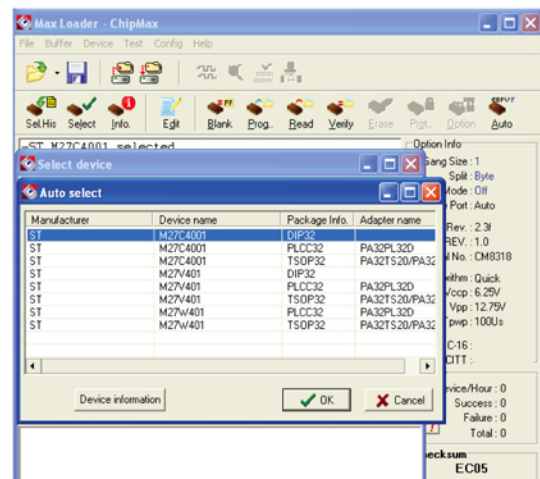 Max Loader - ChipMax
File Buffer Device Test Config Help
Sel.His Select Info. Edit Blank Prog.. Read Verify Erase Prgt.. Option Auto
ST M27C4001 selected
Option Info
Gang Size : 1
Select device
Split : Byte
Auto select
Mode : Off
Port : Auto
Manufacturer Device name Package Info. Adapter name
ST M27C4001 DIP32
Rev. : 2.3f
ST M27C4001 PLCC32 PA32PL32D
REV. : 1.0
ST M27C4001 TSOP32 PA32TS20/PA32
No. : CM8318
ST M27V401 DIP32
ST M27V401 PLCC32 PA32PL32D
Quick
ST M27V401 TSOP32 PA32TS20/PA32
Vccp : 6.25V
ST M27W401 PLCC32 PA32PL32D
Vpp : 12.75V
ST M27W401 TSOP32 PA32TS20/PA32
Tpwp : 100Us
C-16 :
CITT :
Device information OK Cancel
evice/Hour : 0
Success : 0
Failure : 0
Total : 0
ecksum
EC05